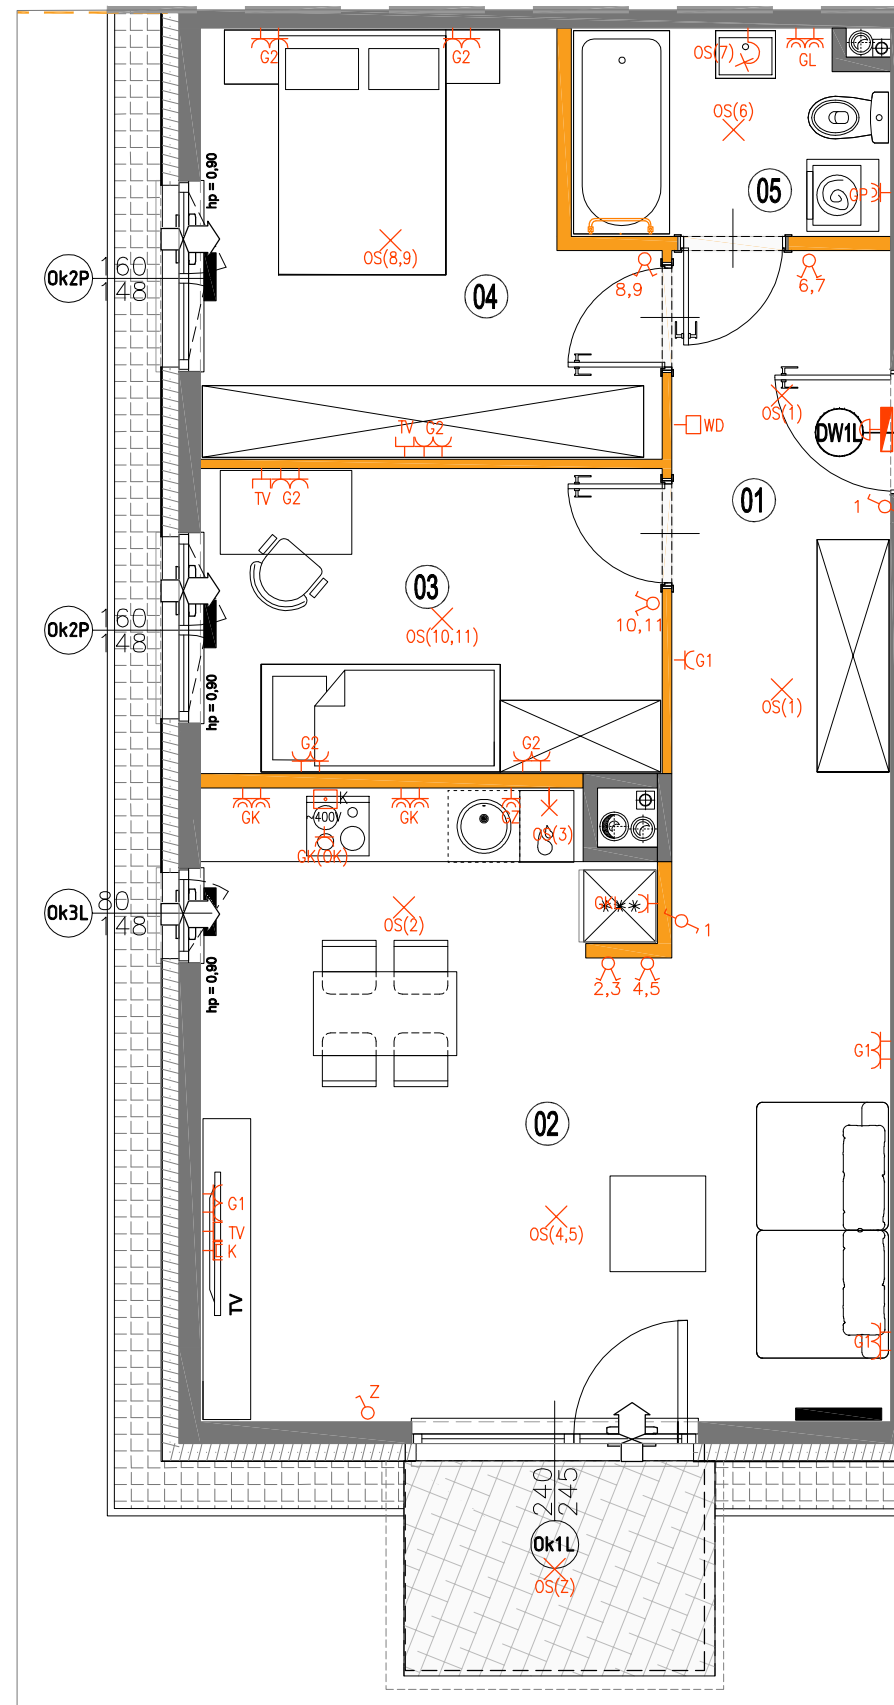 G2
G2
OS(7)
GL
OS(6)
hp = 0,90
05
GP
OS(8,9)
8,9
6,7
160
Ok2P
148
04
OS(1)
TV G2
WD
DW1L
TV G2
01
1
03
160
Ok2P
148
10,11
OS(10,11)
G1
hp = 0,90
OS(1)
G2
G2
GK
K
GK
GZ
~400V
OS(3)
GK(OK)
80
Ok3L
148
OS(2)
1
hp = 0,90
2,3
4,5
G1
02
G1
TV
K
OS(4,5)
TV
G1
Z
240
245
Ok1L
OS(Z)